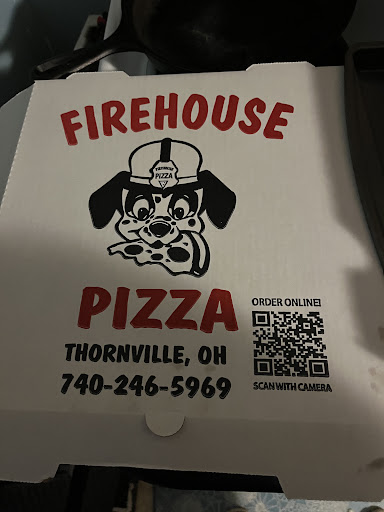 FIREHOUSE
PIZZA
PIZZA
THORNVILLE, OH
740-246-5969
ORDER ONLINE!
SCAN WITH CAMERA